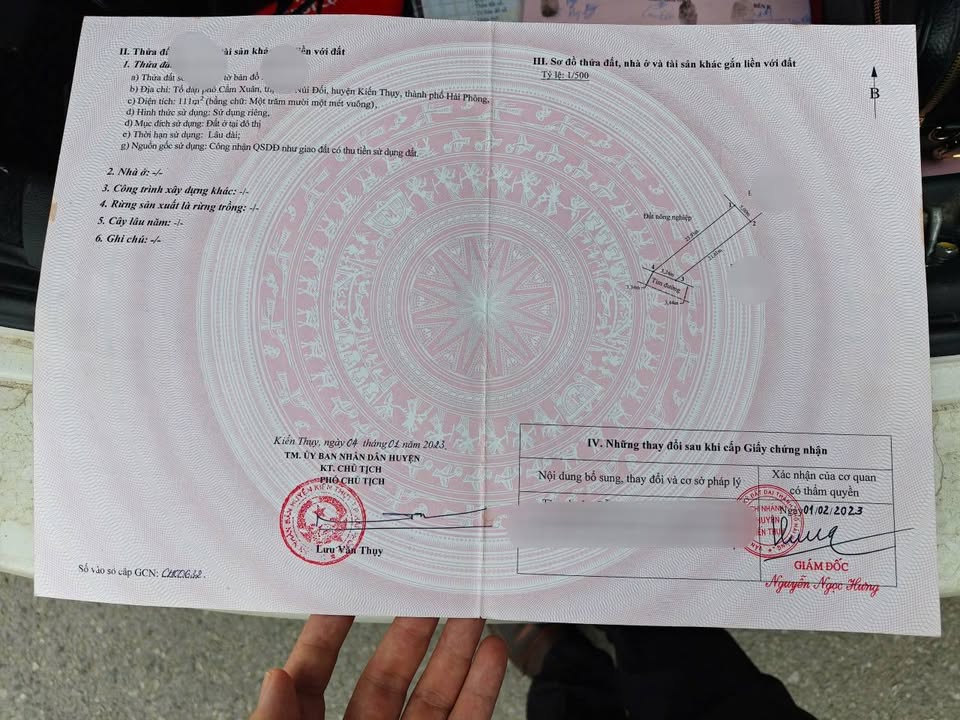 II. Thửa đ
tài sản khá
liền với đất
1. Thửa đấ
a) Thửa đất s
tờ bản đồ
b) Địa chỉ: Tổ dân phố Cẩm Xuân, th
Núi Đối, huyện Kiến Thụy, thành phố Hải Phòng,
c) Diện tích: 111m² (bằng chữ: Một trăm mười một mét vuông),
d) Hình thức sử dụng: Sử dụng riêng,
đ) Mục đích sử dụng: Đất ở tại đô thị
e) Thời hạn sử dụng: Lâu dài;
g) Nguồn gốc sử dụng: Công nhận QSDĐ như giao đất có thu tiền sử dụng đất.
2. Nhà ở: -/-
3. Công trình xây dựng khác: -/-
4. Rừng sản xuất là rừng trồng: -/-
5. Cây lâu năm: -/-
6. Ghi chú: -/-
Kiến Thụy, ngày 04 tháng 01 năm 2023
TM. ỦY BAN NHÂN DÂN HUYỆN
KT. CHỦ TỊCH
PHÓ CHỦ TỊCH
Lưu Văn Thụy
Số vào sổ cấp GCN:
III. Sơ đồ thửa đất, nhà ở và tài sản khác gắn liền với đất
Tỷ lệ: 1/500
B
Đất nông nghiệp
Tim đường
IV. Những thay đổi sau khi cấp Giấy chứng nhận
Nội dung bổ sung, thay đổi và cơ sở pháp lý
Xác nhận của cơ quan
có thẩm quyền
Ngày 01/02/2023
GIÁM ĐỐC
Nguyễn Ngọc Hưng